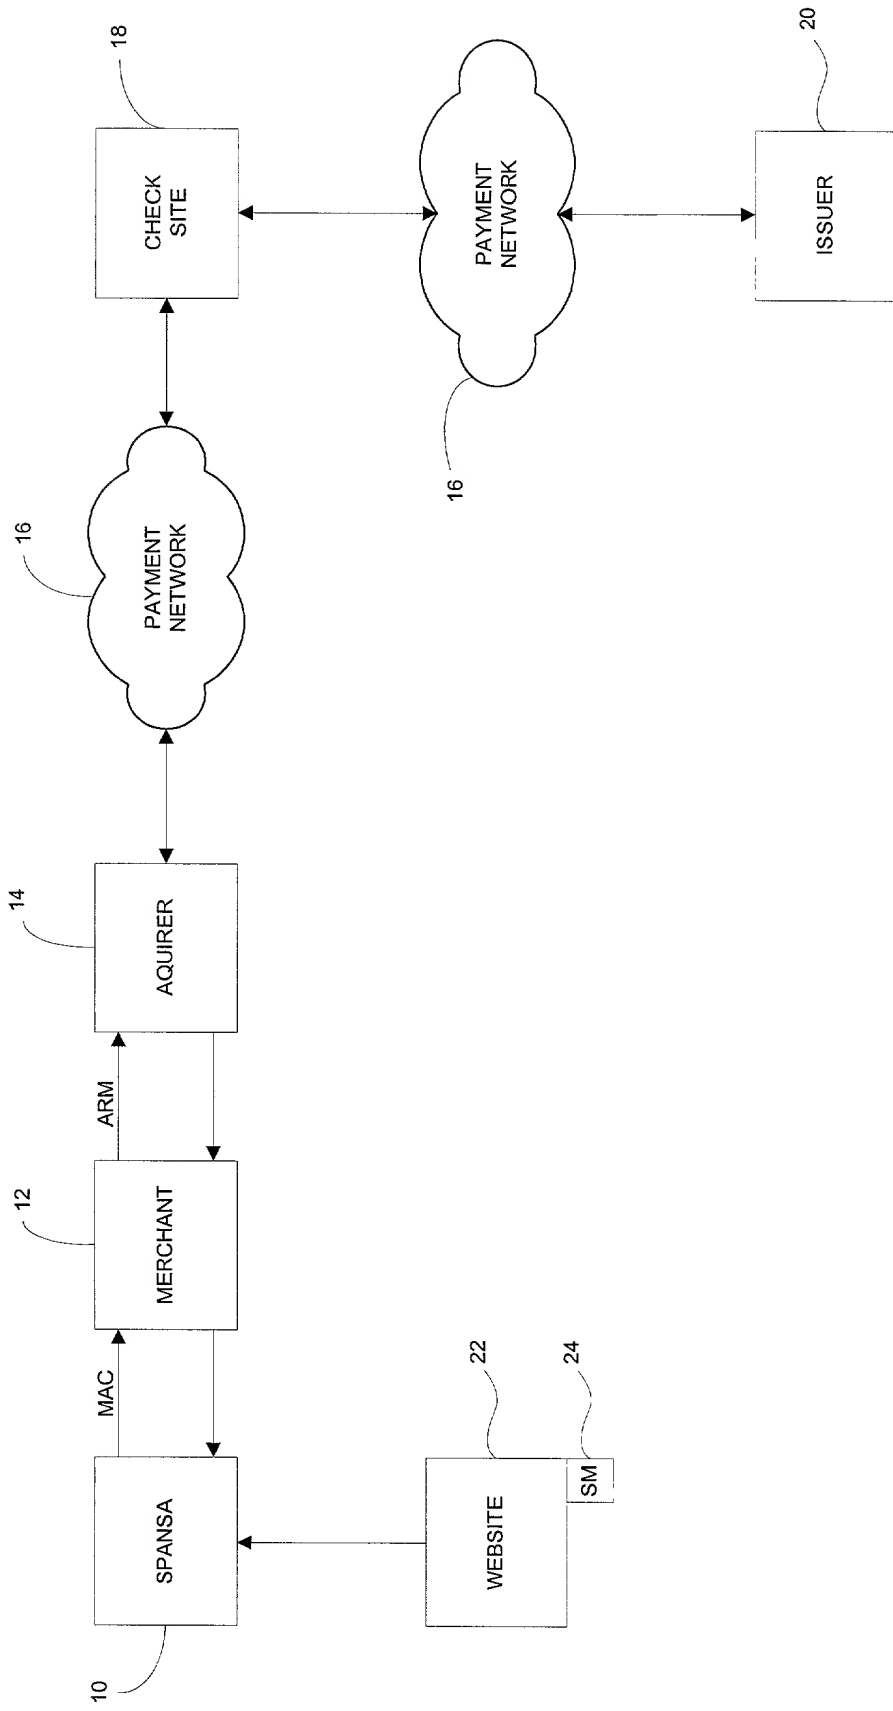 10
SPANSA
MAC
12
MERCHANT
ARM
14
AQUIRER
16
PAYMENT
NETWORK
18
CHECK
SITE
WEBSITE
22
SM
24
16
PAYMENT
NETWORK
20
ISSUER